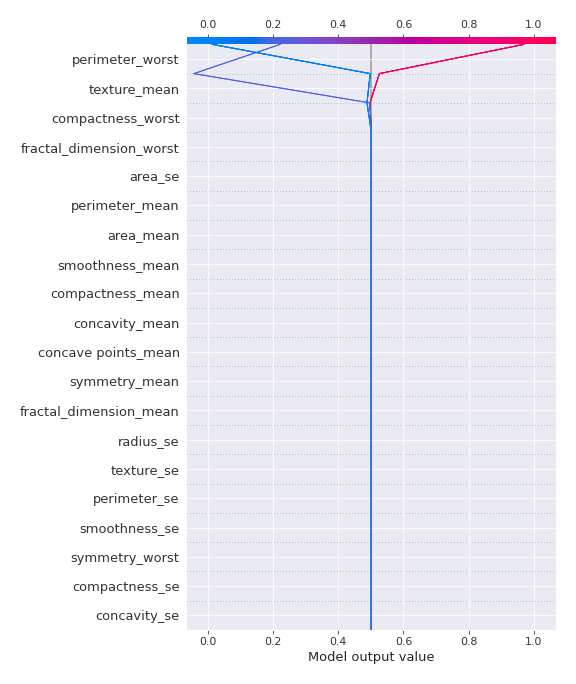 0.0 0.2 0.4 0.6 0.8 1.0
perimeter_worst
texture_mean
compactness_worst
fractal_dimension_worst
area_se
perimeter_mean
area_mean
smoothness_mean
compactness_mean
concavity_mean
concave points_mean
symmetry_mean
fractal_dimension_mean
radius_se
texture_se
perimeter_se
smoothness_se
symmetry_worst
compactness_se
concavity_se
0.0 0.2 0.4 0.6 0.8 1.0
Model output value